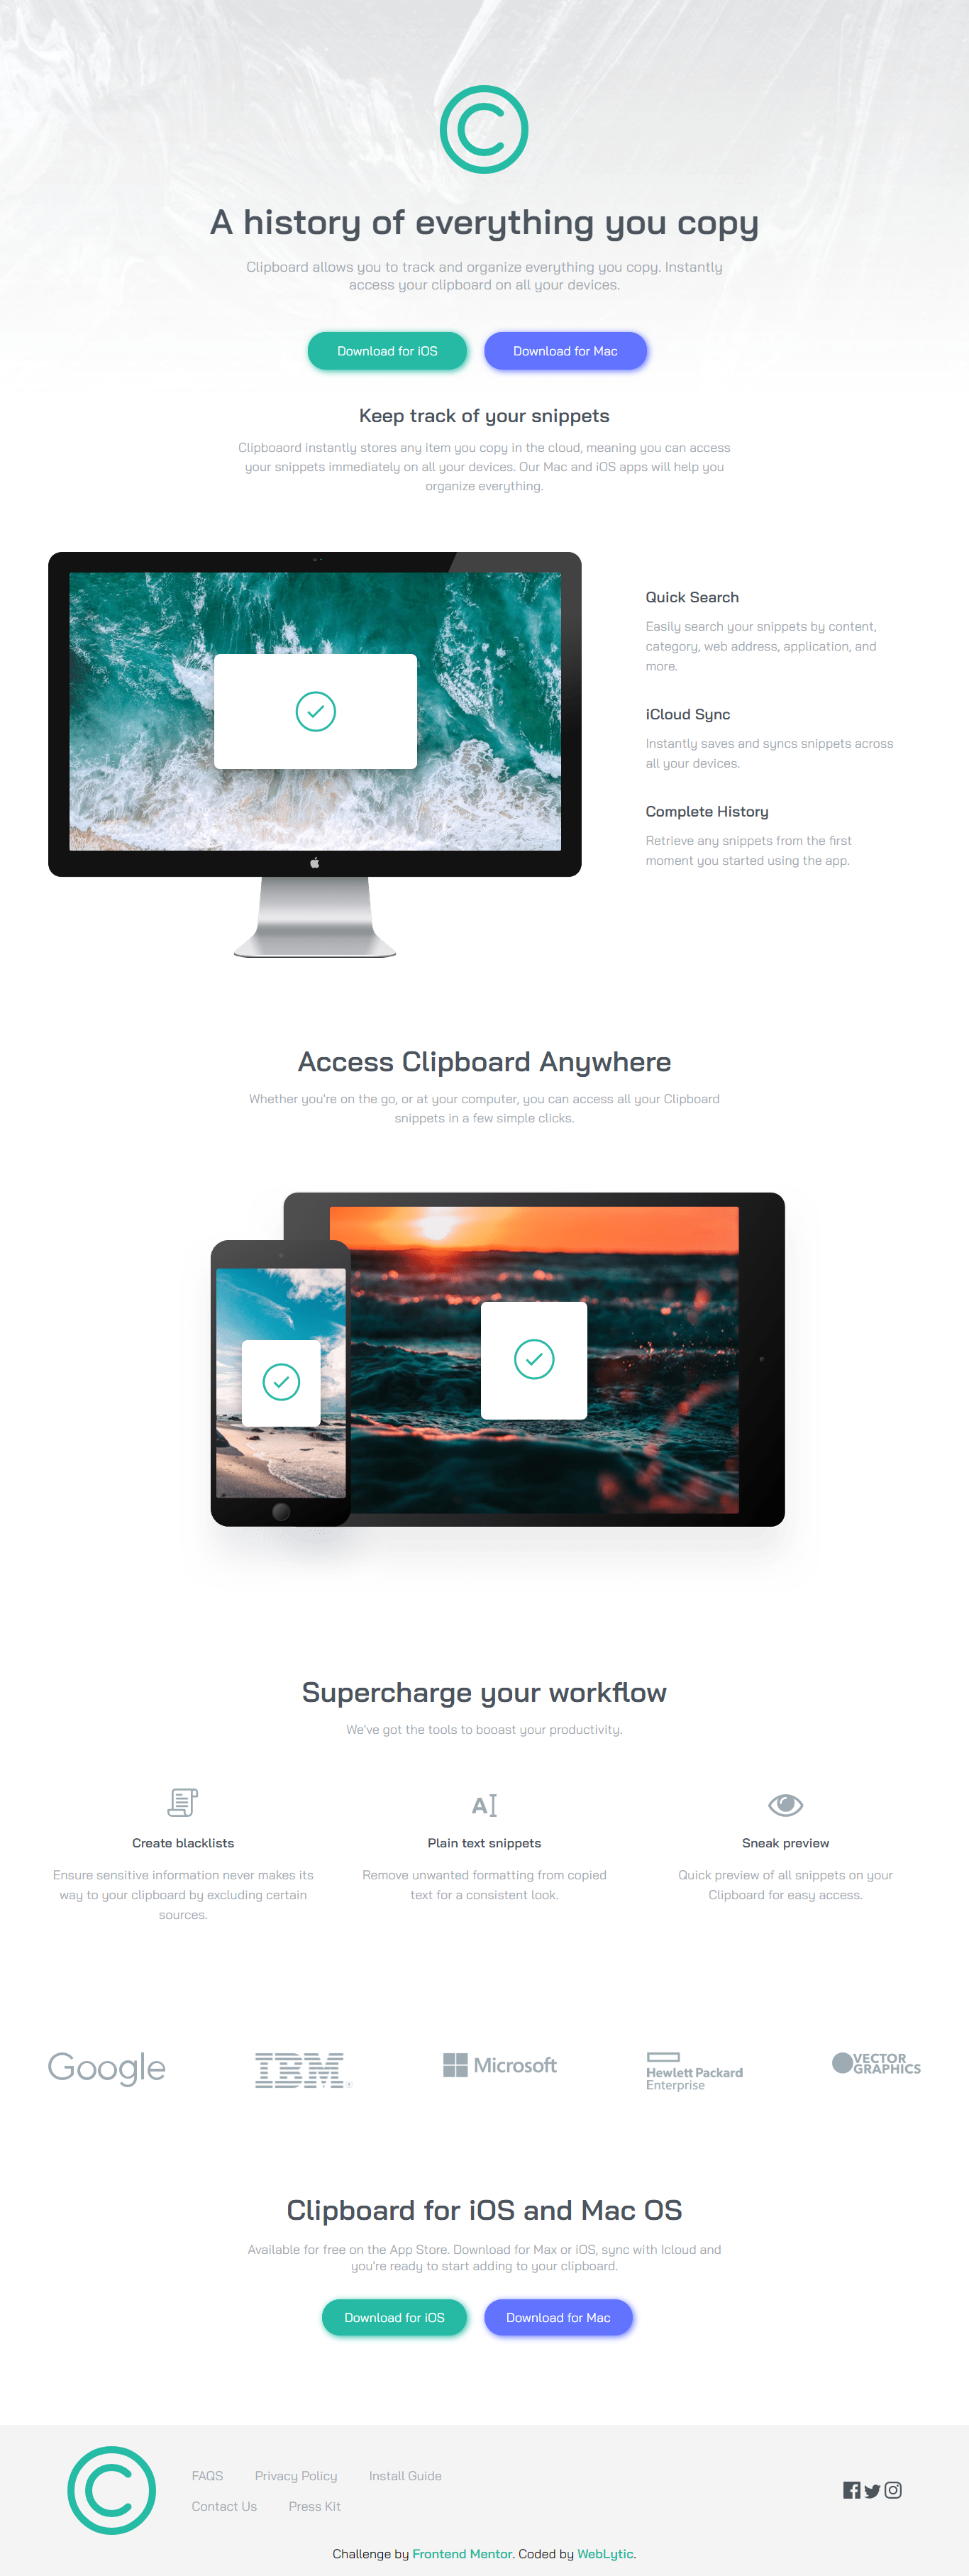 A history of everything you copy
Clipboard allows you to track and organize everything you copy. Instantly
access your clipboard on all your devices.
Download for iOS
Download for Mac
Keep track of your snippets
Clipboaord instantly stores any item you copy in the cloud, meaning you can access
your snippets immediately on all your devices. Our Mac and iOS apps will help you
organize everything.
Quick Search
Easily search your snippets by content,
category, web address, application, and
more.
iCloud Sync
Instantly saves and syncs snippets across
all your devices.
Complete History
Retrieve any snippets from the first
moment you started using the app.
Access Clipboard Anywhere
Whether you're on the go, or at your computer, you can access all your Clipboard
snippets in a few simple clicks.
Supercharge your workflow
We've got the tools to booast your productivity.
Create blacklists
Ensure sensitive information never makes its
way to your clipboard by excluding certain
sources.
Plain text snippets
Remove unwanted formatting from copied
text for a consistent look.
Sneak preview
Quick preview of all snippets on your
Clipboard for easy access.
Google
IBM
Microsoft
Hewlett Packard
Enterprise
VECTOR
GRAPHICS
Clipboard for iOS and Mac OS
Available for free on the App Store. Download for Max or iOS, sync with Icloud and
you're ready to start adding to your clipboard.
Download for iOS
Download for Mac
FAQS
Privacy Policy
Install Guide
Contact Us
Press Kit
Challenge by Frontend Mentor. Coded by WebLytic.